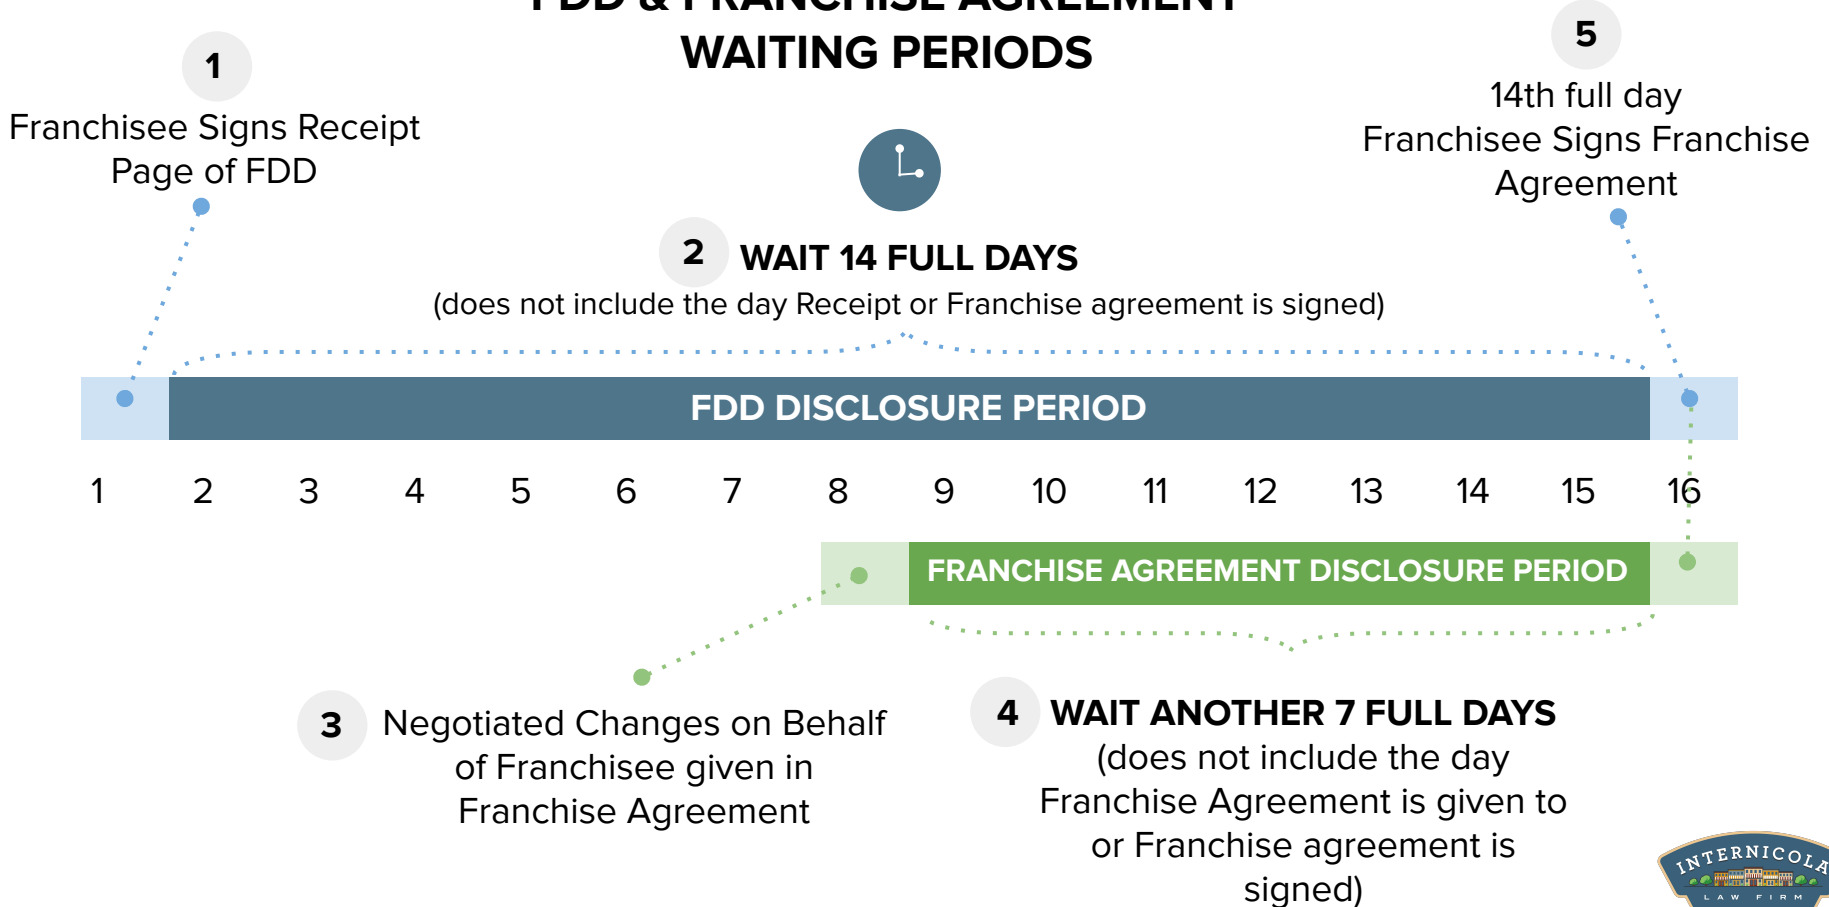 FDD & FRANCHISE AGREEMENT
WAITING PERIODS
1
Franchisee Signs Receipt
Page of FDD
5
14th full day
Franchisee Signs Franchise
Agreement
2 WAIT 14 FULL DAYS
(does not include the day Receipt or Franchise agreement is signed)
FDD DISCLOSURE PERIOD
1 2 3 4 5 6 7 8 9 10 11 12 13 14 15 16
FRANCHISE AGREEMENT DISCLOSURE PERIOD
3 Negotiated Changes on Behalf
of Franchisee given in
Franchise Agreement
4 WAIT ANOTHER 7 FULL DAYS
(does not include the day
Franchise Agreement is given to
or Franchise agreement is
signed)
INTERNICOLA
LAW FIRM